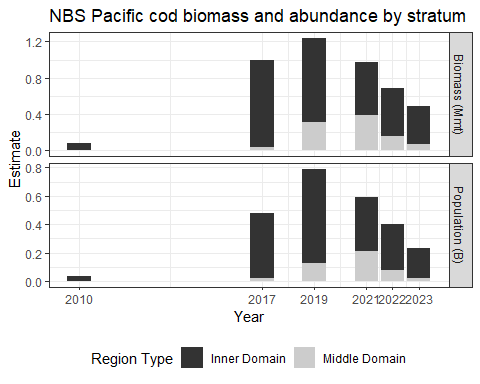 NBS Pacific cod biomass and abundance by stratum
1.2
0.8
0.4
0.0
Biomass (Mmt)
0.8
0.6
0.4
0.2
0.0
Population (B)
Estimate
2010 2017 2019 2021 2022 2023
Year
Region Type Inner Domain Middle Domain